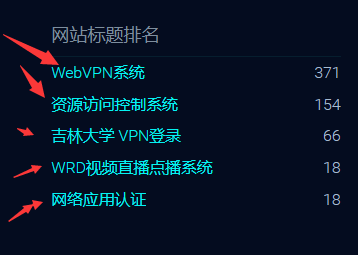 网站标题排名
WebVPN系统 371
资源访问控制系统 154
吉林大学 VPN登录 66
WRD视频直播点播系统 18
网络应用认证 18